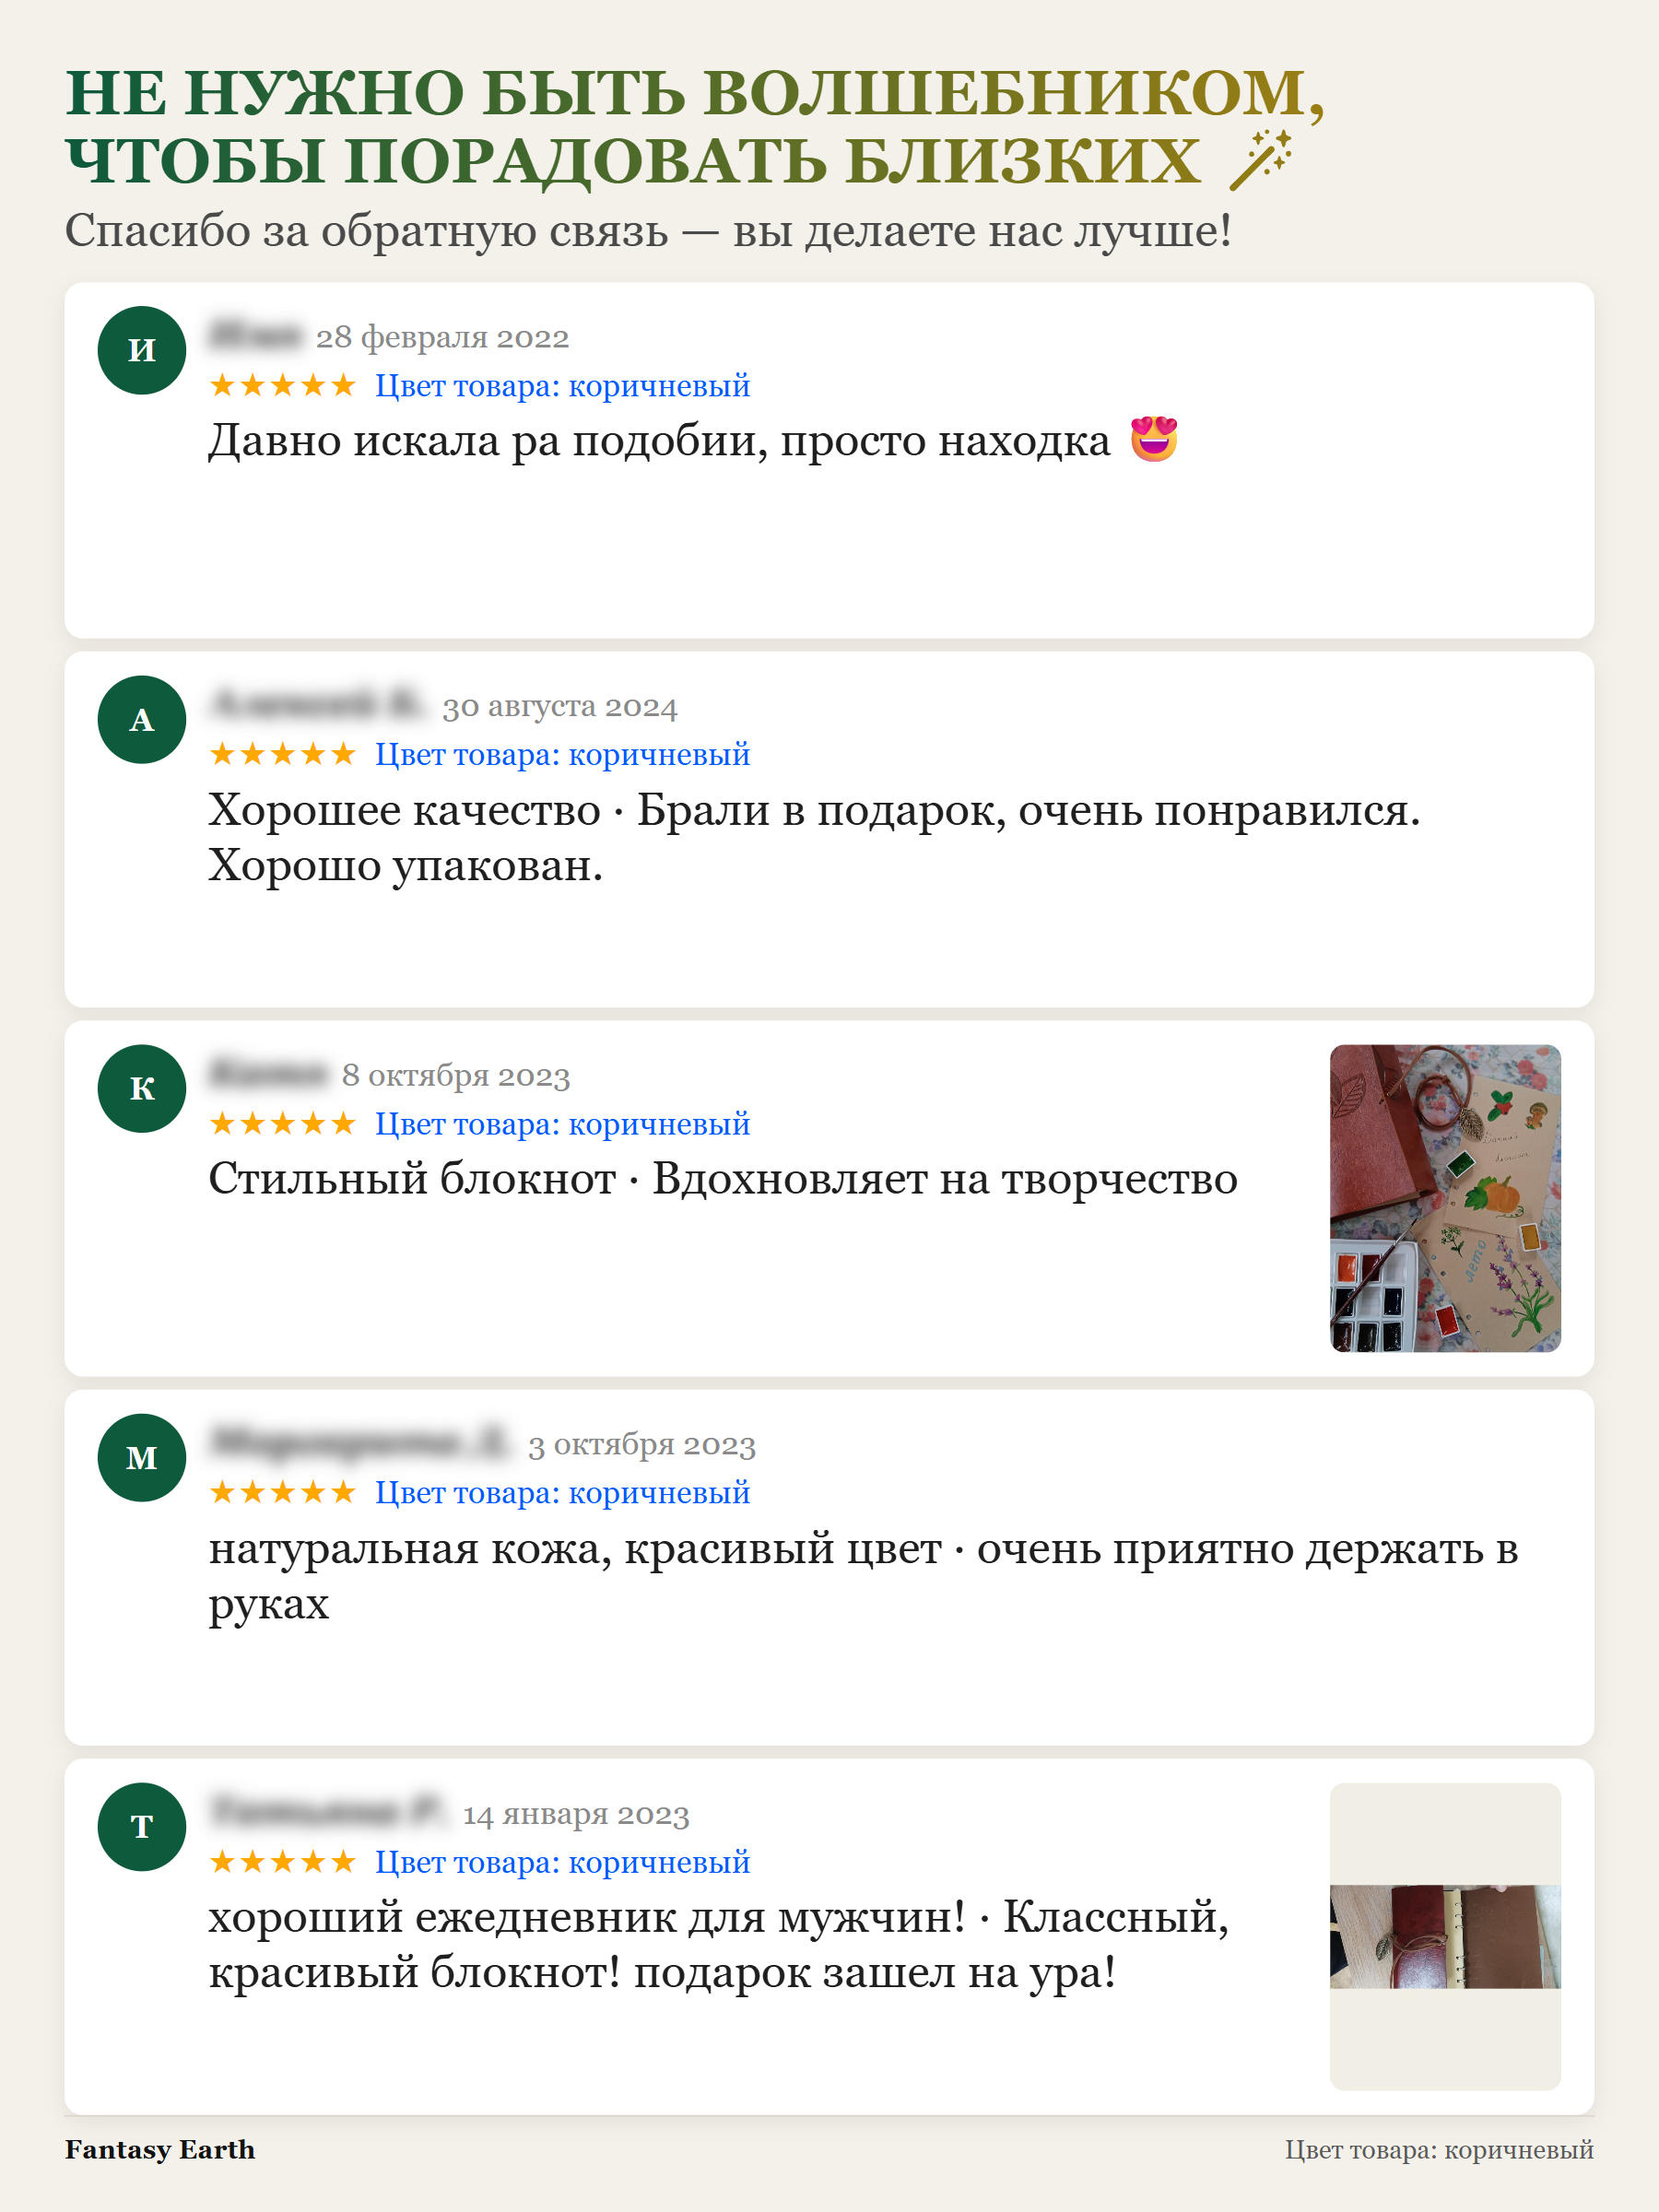 НЕ НУЖНО БЫТЬ ВОЛШЕБНИКОМ,
ЧТОБЫ ПОРАДОВАТЬ БЛИЗКИХ
Спасибо за обратную связь — вы делаете нас лучше!
И
28 февраля 2022
★★★★★ Цвет товара: коричневый
Давно искала ра подобии, просто находка 😍
А
30 августа 2024
★★★★★ Цвет товара: коричневый
Хорошее качество · Брали в подарок, очень понравился.
Хорошо упакован.
К
8 октября 2023
★★★★★ Цвет товара: коричневый
Стильный блокнот · Вдохновляет на творчество
Лето
М
3 октября 2023
★★★★★ Цвет товара: коричневый
натуральная кожа, красивый цвет · очень приятно держать в
руках
Т
14 января 2023
★★★★★ Цвет товара: коричневый
хороший ежедневник для мужчин! · Классный,
красивый блокнот! подарок зашел на ура!
Fantasy Earth
Цвет товара: коричневый